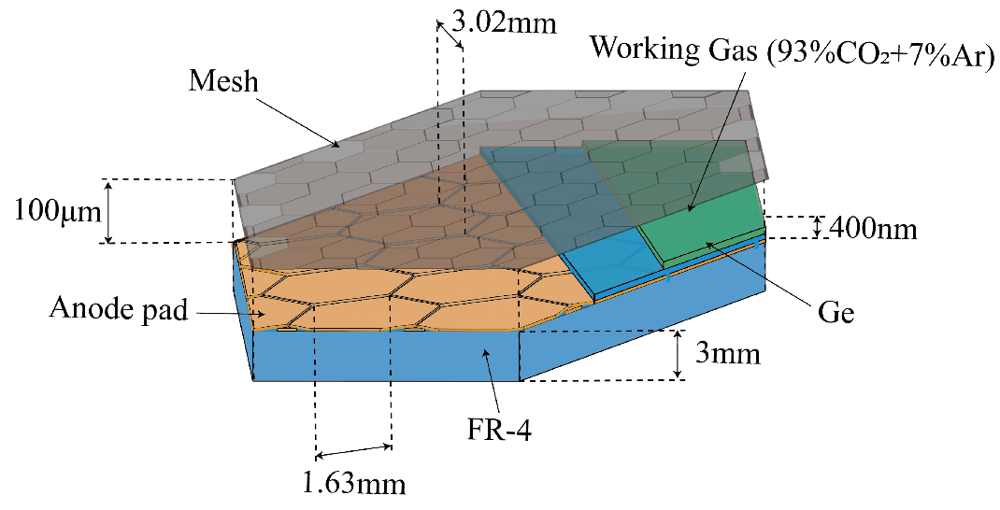 3.02mm
Working Gas (93%CO₂+7%Ar)
Mesh
100μm
400nm
Anode pad
Ge
3mm
FR-4
1.63mm